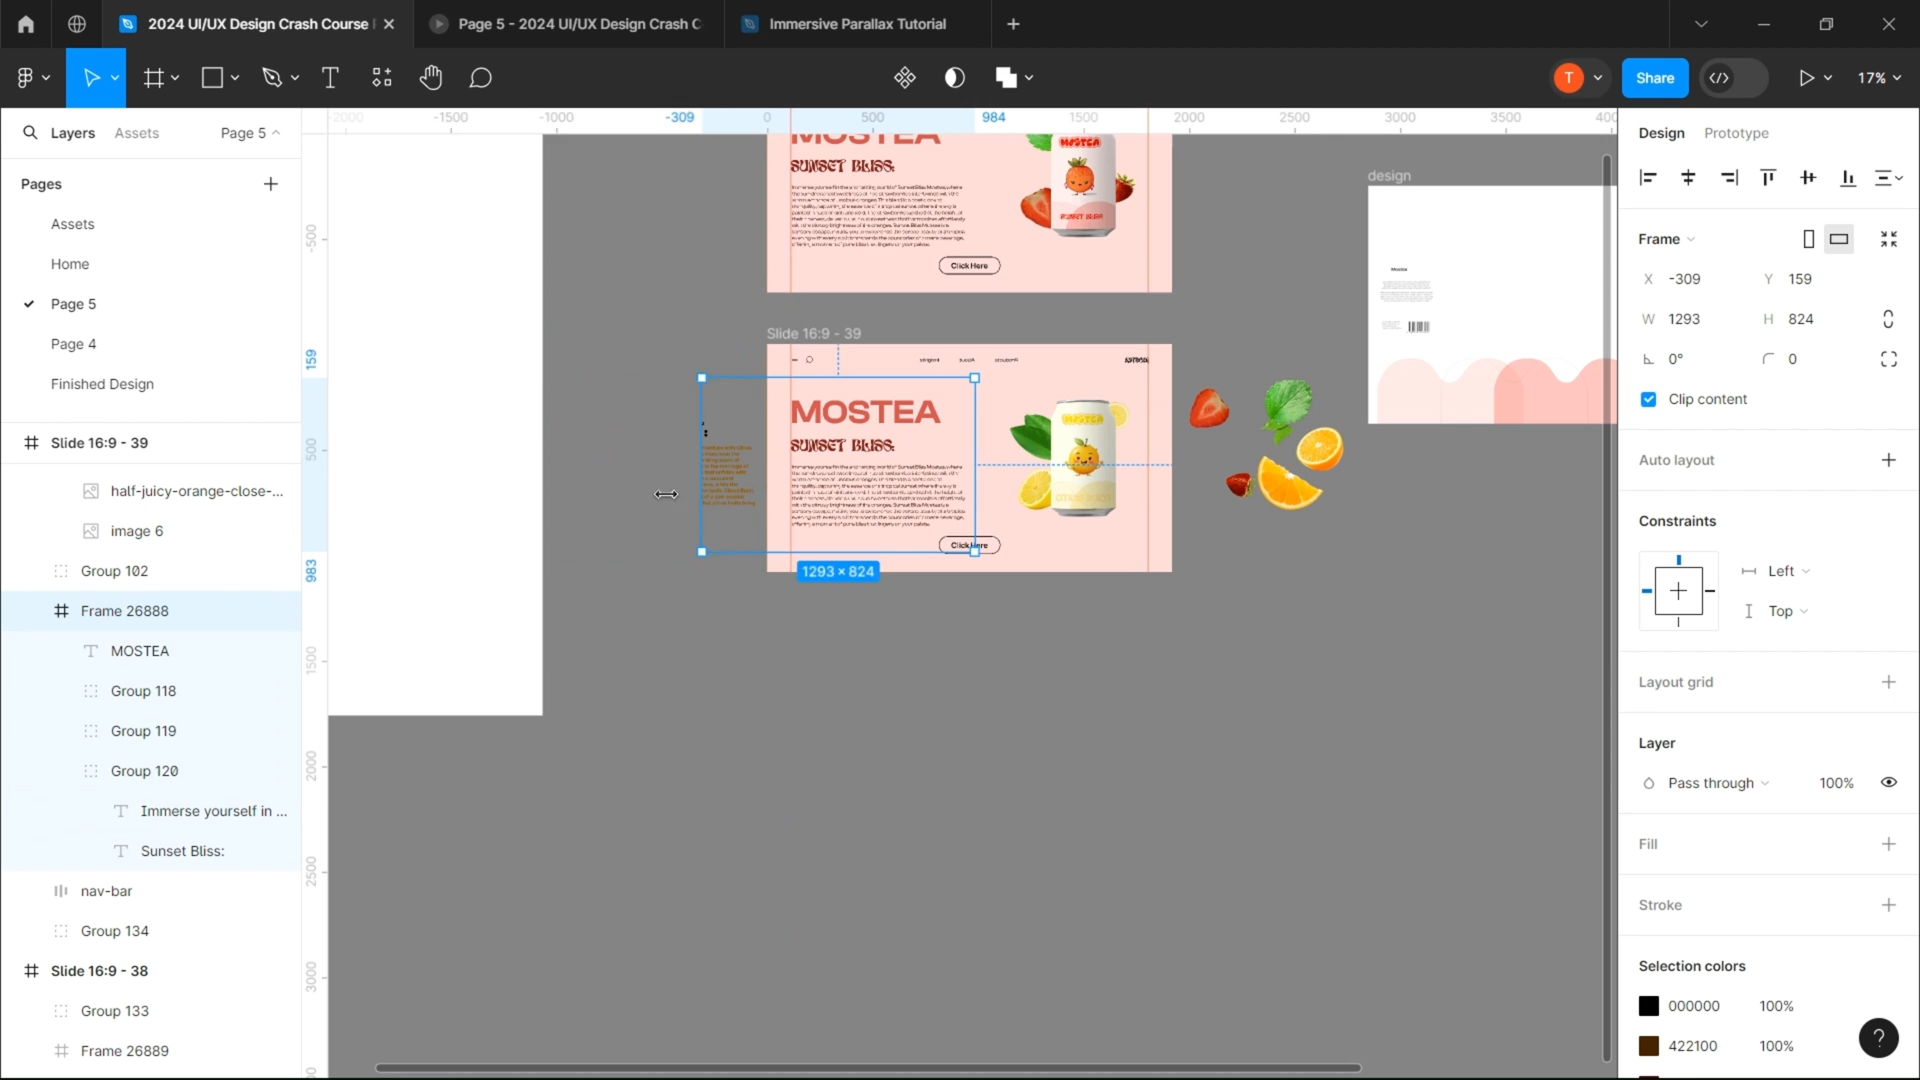 2024 UI/UX Design Crash Course
Page 5 - 2024 UI/UX Design Crash C
Immersive Parallax Tutorial
T
Share
17%
Layers
Assets
Page 5
Pages
Assets
Home
Page 5
Page 4
Finished Design
Slide 16:9 - 39
half-juicy-orange-close-...
image 6
Group 102
Frame 26888
MOSTEA
Group 118
Group 119
Group 120
Immerse yourself in ...
Sunset Bliss:
nav-bar
Group 134
Slide 16:9 - 38
Group 133
Frame 26889
-2000
-1500
-1000
-309
0
500
984
1500
2000
2500
3000
3500
400
-500
159
500
983
1500
2000
2500
3000
MOSTEA
SUNSET BLISS:
Click Here
MOSTEA
SUNSET BLISS
Slide 16:9 - 39
MOSTEA
SUNSET BLISS:
Click Here
MOSTEA
1293 × 824
design
Mostea
Design
Prototype
Frame
X -309
Y 159
W 1293
H 824
0°
0
Clip content
Auto layout
Constraints
Left
Top
Layout grid
Layer
Pass through
100%
Fill
Stroke
Selection colors
000000
100%
422100
100%
?